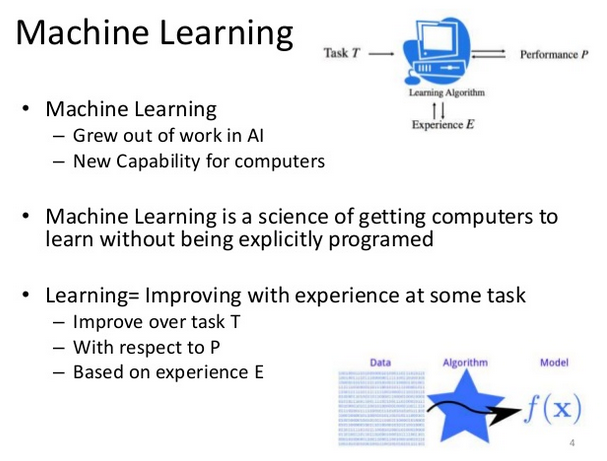 Machine Learning
Task T
Performance P
Learning Algorithm
Experience E
• Machine Learning
– Grew out of work in AI
– New Capability for computers
• Machine Learning is a science of getting computers to
learn without being explicitly programed
• Learning= Improving with experience at some task
– Improve over task T
– With respect to P
– Based on experience E
Data Algorithm Model
f(x)
4